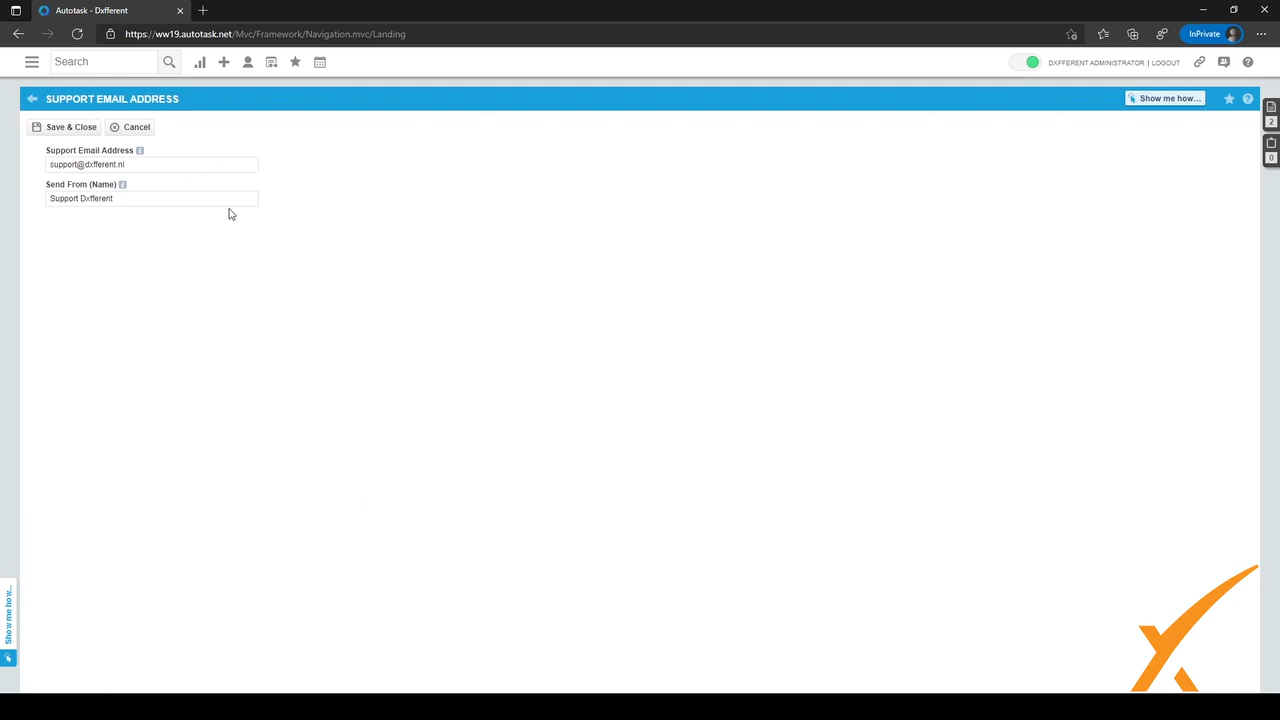 Autotask - Dxfferent
https://ww19.autotask.net/Mvc/Framework/Navigation.mvc/Landing
InPrivate
Search
DXFFERENT ADMINISTRATOR | LOGOUT
SUPPORT EMAIL ADDRESS
Show me how...
2
0
Save & Close
Cancel
Support Email Address
support@dxfferent.nl
Send From (Name)
Support Dxfferent
Show me how...